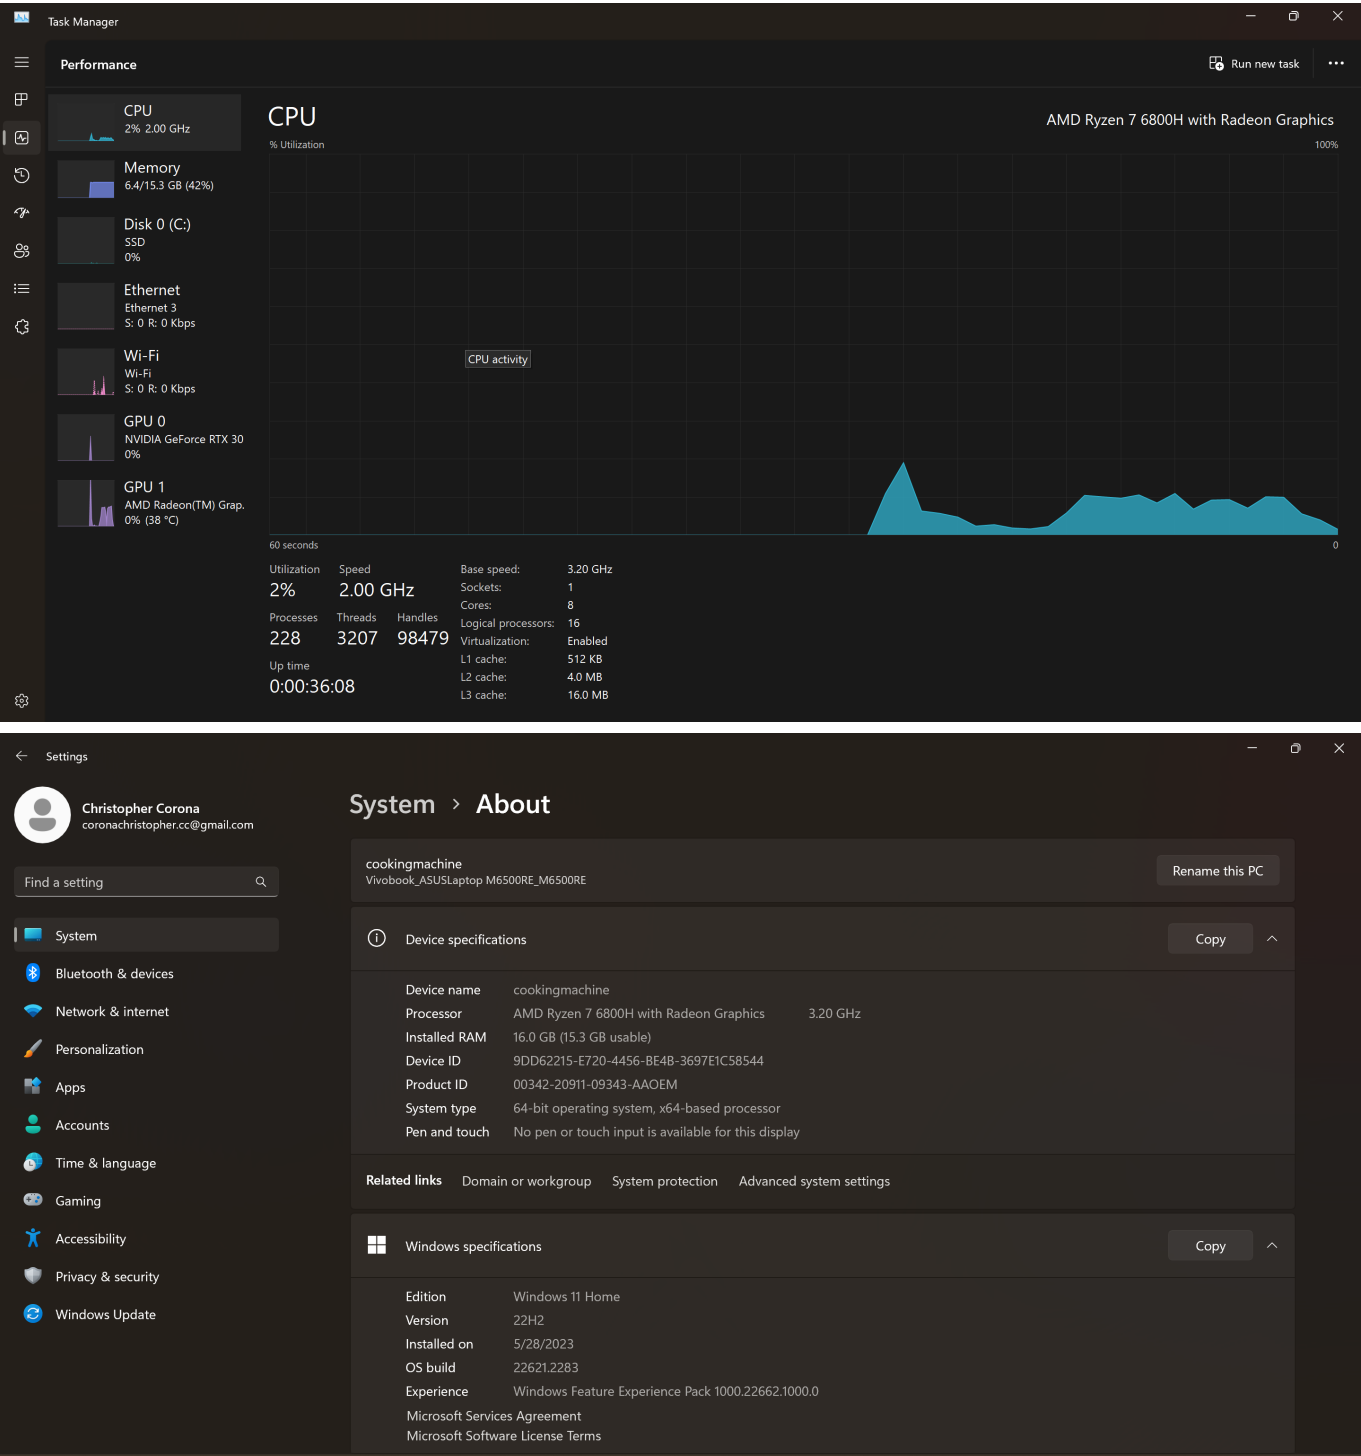 Task Manager
Performance
Run new task
CPU
2% 2.00 GHz
Memory
6.4/15.3 GB (42%)
Disk 0 (C:)
SSD
0%
Ethernet
Ethernet 3
S: 0 R: 0 Kbps
Wi-Fi
Wi-Fi
S: 0 R: 0 Kbps
GPU 0
NVIDIA GeForce RTX 30
0%
GPU 1
AMD Radeon(TM) Grap.
0% (38 °C)
CPU
AMD Ryzen 7 6800H with Radeon Graphics
% Utilization 100%
CPU activity
60 seconds 0
Utilization Speed
2% 2.00 GHz
Processes Threads Handles
228 3207 98479
Up time
0:00:36:08
Base speed: 3.20 GHz
Sockets: 1
Cores: 8
Logical processors: 16
Virtualization: Enabled
L1 cache: 512 KB
L2 cache: 4.0 MB
L3 cache: 16.0 MB
Settings
Christopher Corona
coronachristopher.cc@gmail.com
Find a setting
System
Bluetooth & devices
Network & internet
Personalization
Apps
Accounts
Time & language
Gaming
Accessibility
Privacy & security
Windows Update
System > About
cookingmachine
Vivobook_ASUSLaptop M6500RE_M6500RE
Rename this PC
Device specifications
Copy
Device name cookingmachine
Processor AMD Ryzen 7 6800H with Radeon Graphics 3.20 GHz
Installed RAM 16.0 GB (15.3 GB usable)
Device ID 9DD62215-E720-4456-BE4B-3697E1C58544
Product ID 00342-20911-09343-AAOEM
System type 64-bit operating system, x64-based processor
Pen and touch No pen or touch input is available for this display
Related links Domain or workgroup System protection Advanced system settings
Windows specifications
Copy
Edition Windows 11 Home
Version 22H2
Installed on 5/28/2023
OS build 22621.2283
Experience Windows Feature Experience Pack 1000.22662.1000.0
Microsoft Services Agreement
Microsoft Software License Terms